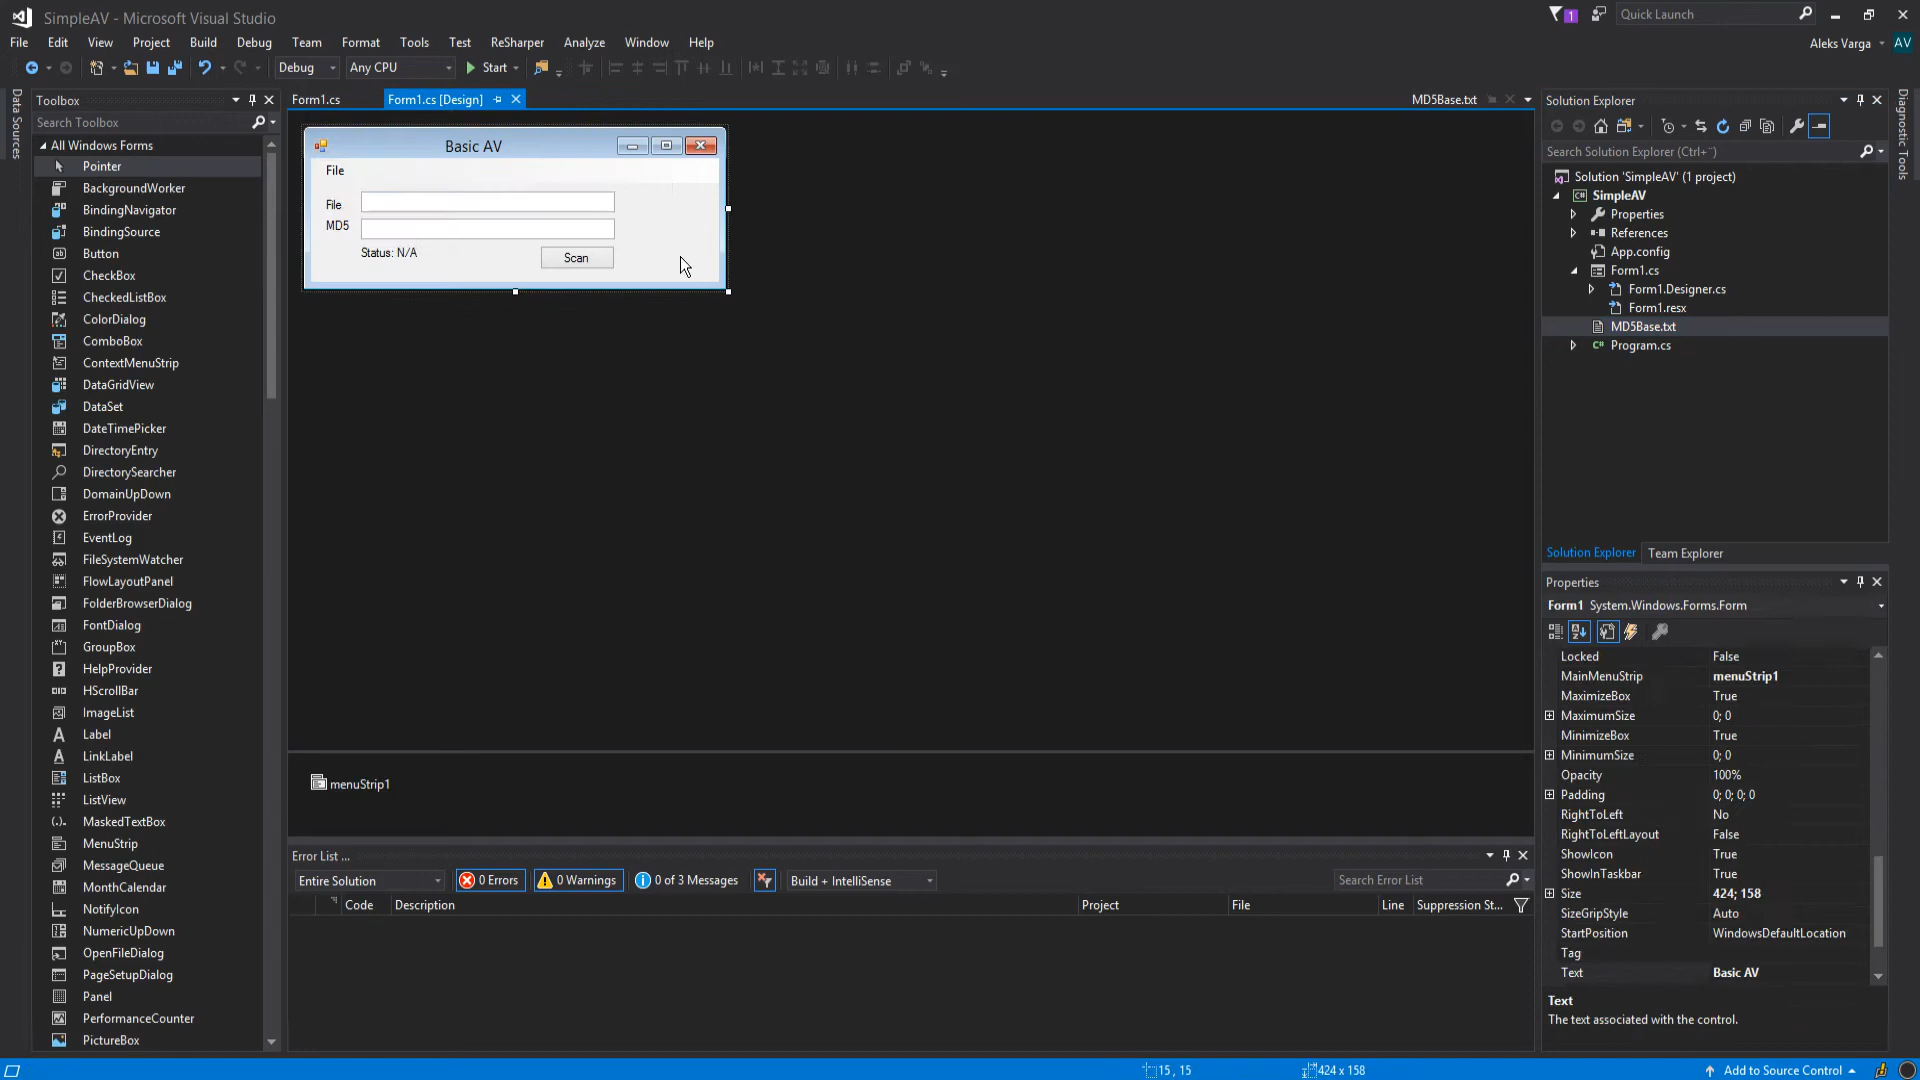 SimpleAV - Microsoft Visual Studio
1
Quick Launch
File Edit View Project Build Debug Team Format Tools Test ReSharper Analyze Window Help
Aleks Varga AV
Debug Any CPU Start
Data Sources
Toolbox
Search Toolbox
All Windows Forms
Pointer
BackgroundWorker
BindingNavigator
BindingSource
Button
CheckBox
CheckedListBox
ColorDialog
ComboBox
ContextMenuStrip
DataGridView
DataSet
DateTimePicker
DirectoryEntry
DirectorySearcher
DomainUpDown
ErrorProvider
EventLog
FileSystemWatcher
FlowLayoutPanel
FolderBrowserDialog
FontDialog
GroupBox
HelpProvider
HScrollBar
ImageList
Label
LinkLabel
ListBox
ListView
MaskedTextBox
MenuStrip
MessageQueue
MonthCalendar
NotifyIcon
NumericUpDown
OpenFileDialog
PageSetupDialog
Panel
PerformanceCounter
PictureBox
Form1.cs Form1.cs [Design] MD5Base.txt
Basic AV
File
File
MD5
Status: N/A Scan
menuStrip1
Error List ...
Entire Solution 0 Errors 0 Warnings 0 of 3 Messages Build + IntelliSense Search Error List
Code Description Project File Line Suppression St...
Solution Explorer
Search Solution Explorer (Ctrl+¨)
Solution 'SimpleAV' (1 project)
SimpleAV
Properties
References
App.config
Form1.cs
Form1.Designer.cs
Form1.resx
MD5Base.txt
Program.cs
Solution Explorer Team Explorer
Diagnostic Tools
Properties
Form1 System.Windows.Forms.Form
Locked False
MainMenuStrip menuStrip1
MaximizeBox True
MaximumSize 0; 0
MinimizeBox True
MinimumSize 0; 0
Opacity 100%
Padding 0; 0; 0; 0
RightToLeft No
RightToLeftLayout False
ShowIcon True
ShowInTaskbar True
Size 424; 158
SizeGripStyle Auto
StartPosition WindowsDefaultLocation
Tag
Text Basic AV
Text
The text associated with the control.
15 , 15 424 x 158 Add to Source Control